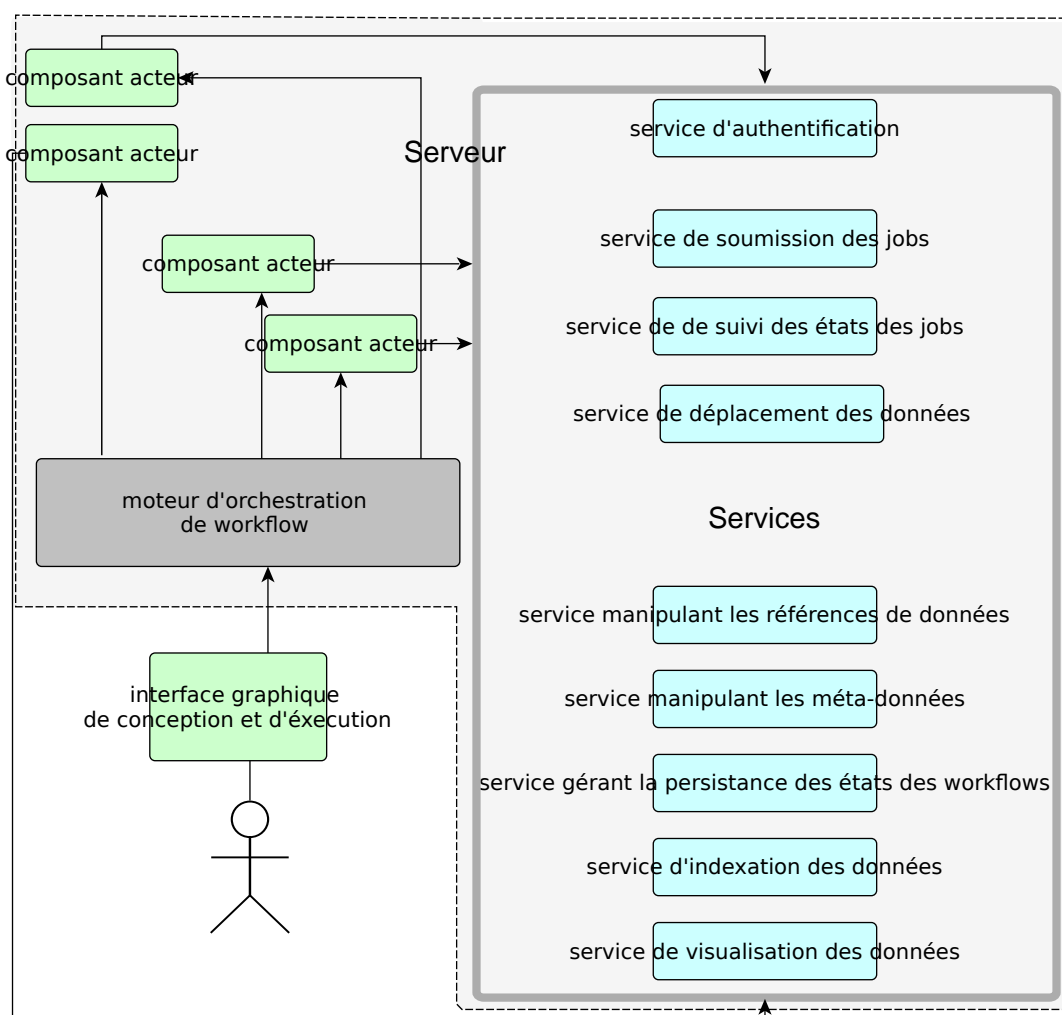 composant acteur
composant acteur
Serveur
composant acteur
composant acteur
moteur d'orchestration
de workflow
interface graphique
de conception et d'éxecution
service d'authentification
service de soumission des jobs
service de de suivi des états des jobs
service de déplacement des données
Services
service manipulant les références de données
service manipulant les méta-données
service gérant la persistance des états des workflows
service d'indexation des données
service de visualisation des données